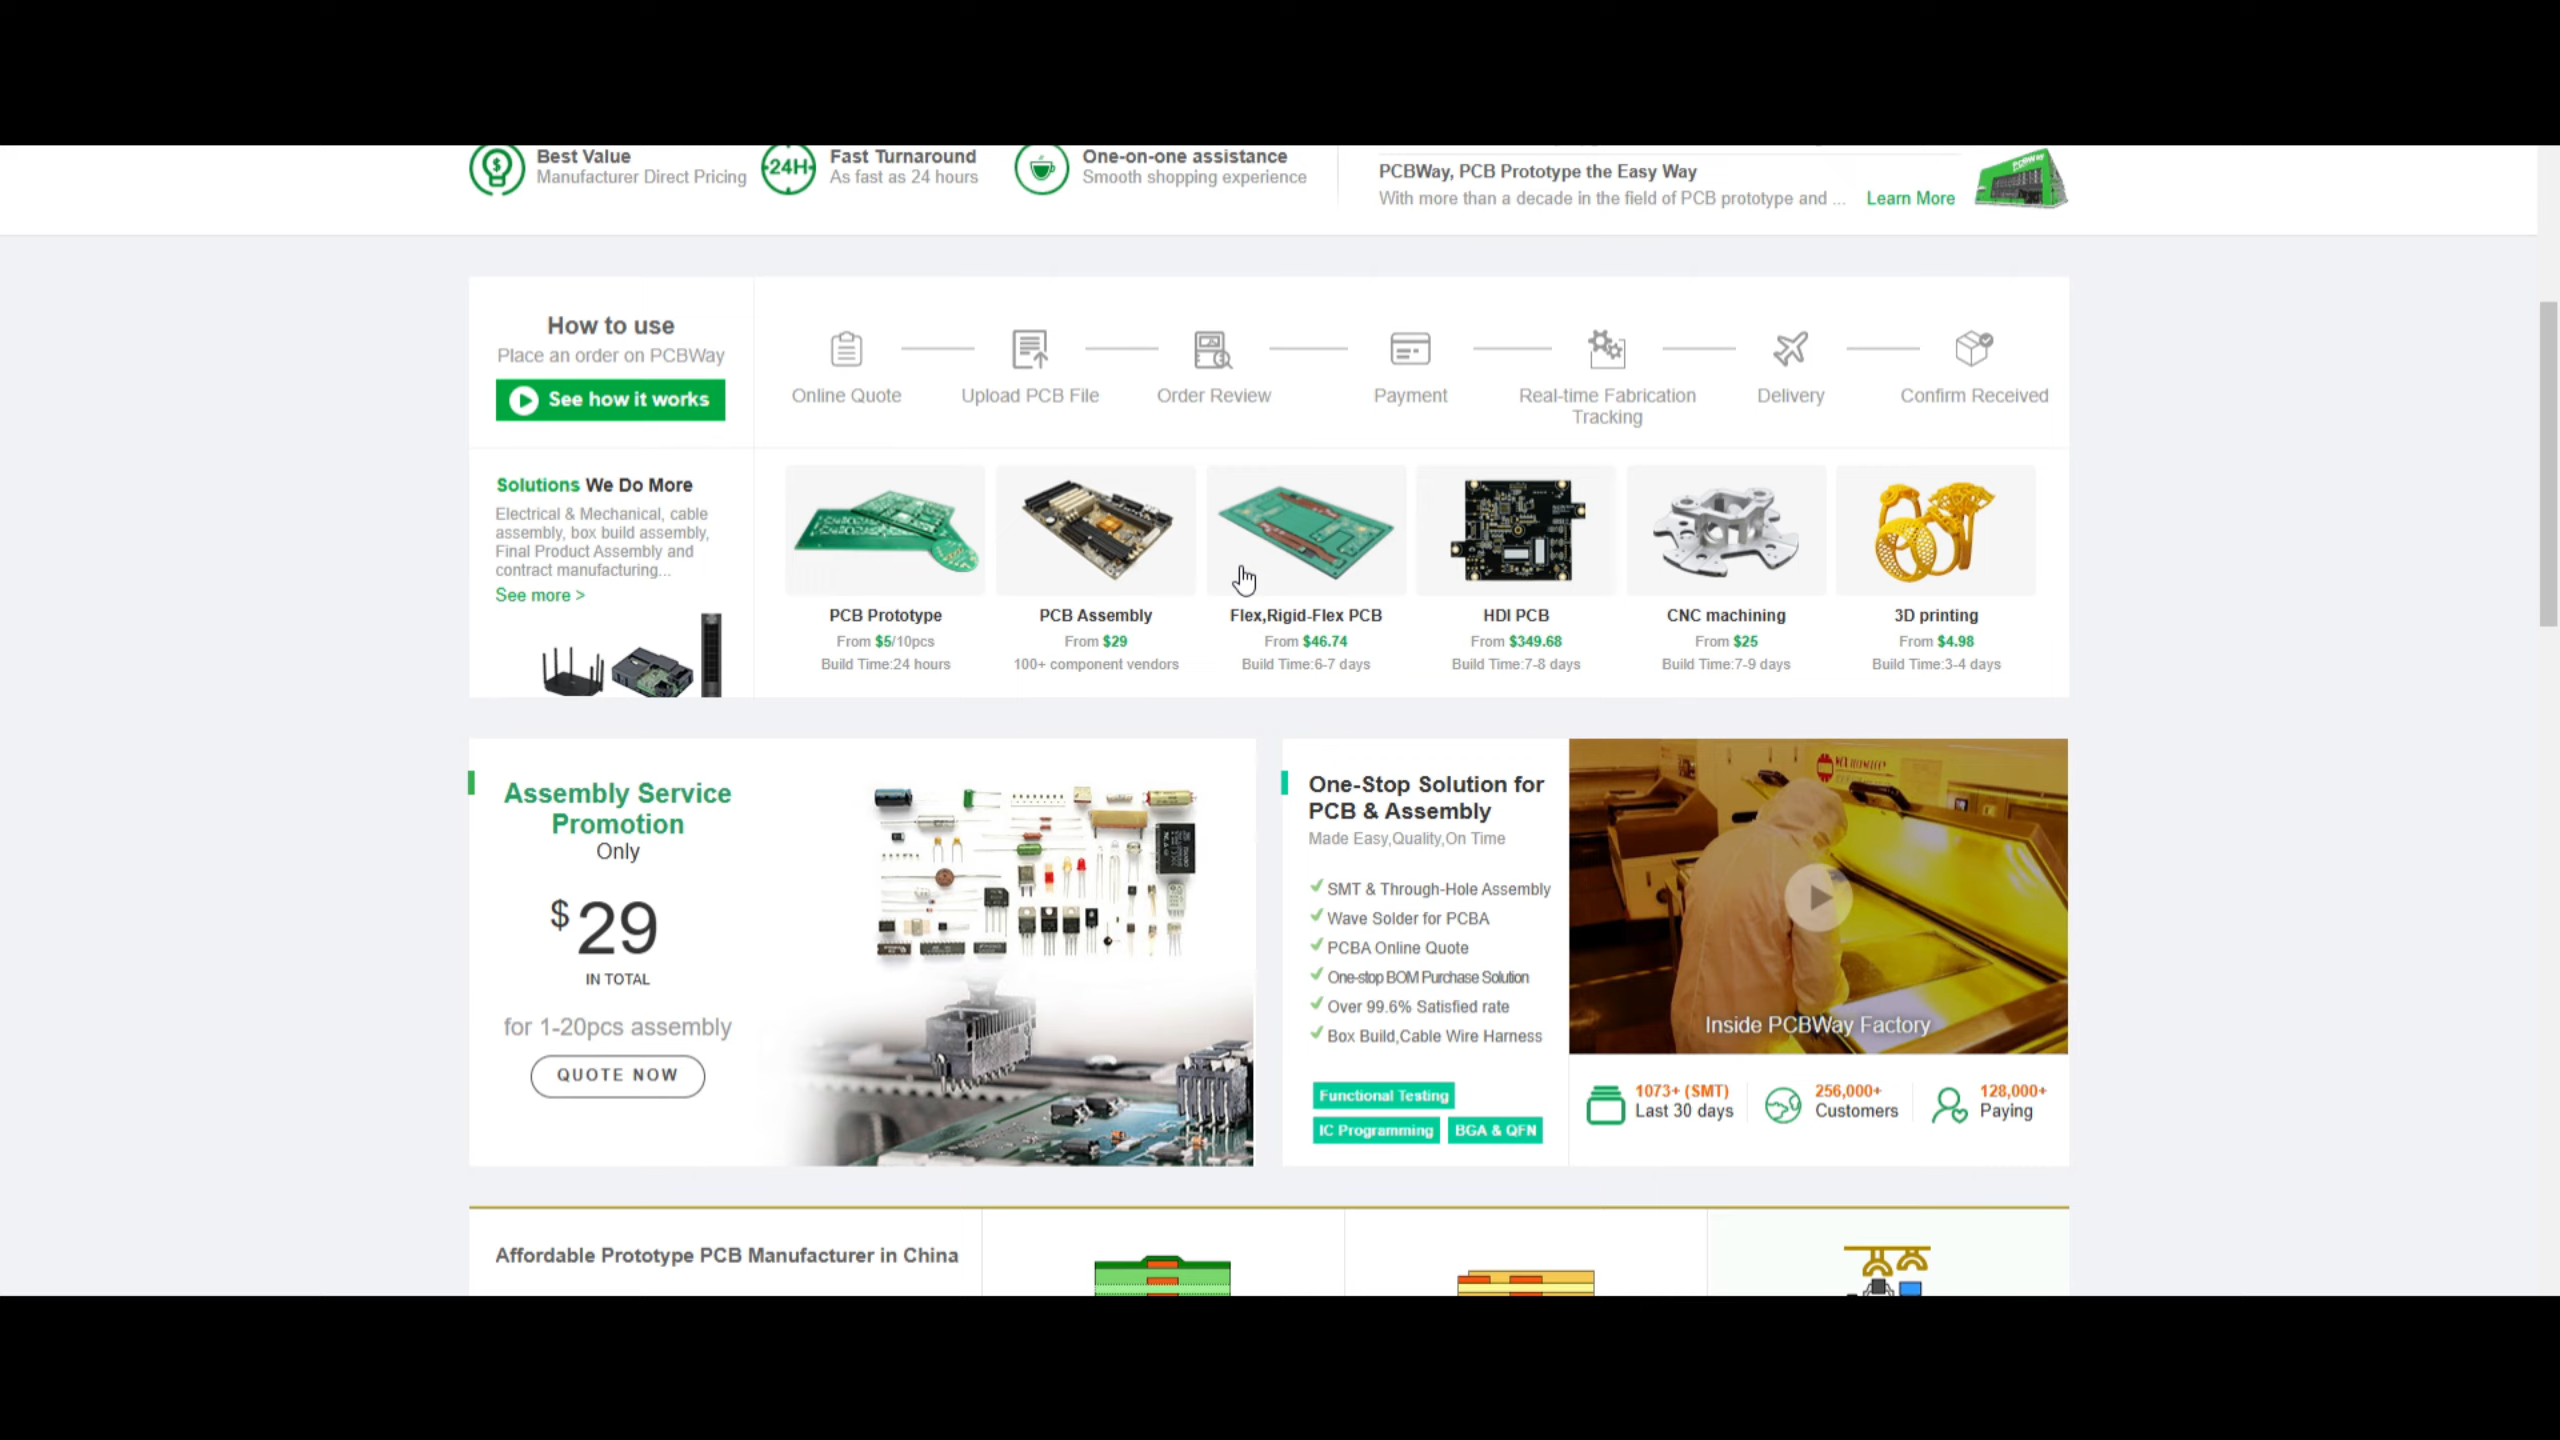 Best Value
Manufacturer Direct Pricing
24H
Fast Turnaround
As fast as 24 hours
One-on-one assistance
Smooth shopping experience
PCBWay, PCB Prototype the Easy Way
With more than a decade in the field of PCB prototype and ...
Learn More
How to use
Place an order on PCBWay
See how it works
Online Quote
Upload PCB File
Order Review
Payment
Real-time Fabrication
Tracking
Delivery
Confirm Received
Solutions We Do More
Electrical & Mechanical, cable
assembly, box build assembly,
Final Product Assembly and
contract manufacturing...
See more >
PCB Prototype
From $5/10pcs
Build Time:24 hours
PCB Assembly
From $29
100+ component vendors
Flex,Rigid-Flex PCB
From $46.74
Build Time:6-7 days
HDI PCB
From $349.68
Build Time:7-8 days
CNC machining
From $25
Build Time:7-9 days
3D printing
From $4.98
Build Time:3-4 days
Assembly Service
Promotion
Only
$29
IN TOTAL
for 1-20pcs assembly
QUOTE NOW
One-Stop Solution for
PCB & Assembly
Made Easy,Quality,On Time
SMT & Through-Hole Assembly
Wave Solder for PCBA
PCBA Online Quote
One-stop BOM Purchase Solution
Over 99.6% Satisfied rate
Box Build,Cable Wire Harness
Functional Testing
IC Programming
BGA & QFN
Inside PCBWay Factory
1073+ (SMT)
Last 30 days
256,000+
Customers
128,000+
Paying
Affordable Prototype PCB Manufacturer in China